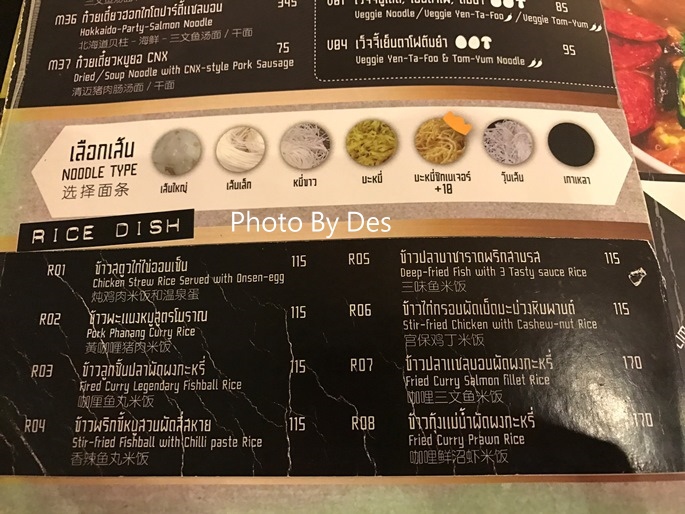 M36 ก๋วยเตี๋ยวฮอกไกโดปาร์ตี้แซลมอน 345
Hokkaido-Party-Salmon Noodle
北海道贝柱 - 海鲜 - 三文鱼汤面 / 干面
M37 ก๋วยเตี๋ยวหมูยอ CNX 75
Dried/Soup Noodle with CNX-style Pork Sausage
清迈猪肉肠汤面 / 干面
85
Veggie Noodle / Veggie Yen-Ta-Foo / Veggie Tom-Yum
V04 95
Veggie Yen-Ta-Foo & Tom-Yum Noodle
เลือกเส้น
NOODLE TYPE
选择面条
เส้นใหญ่
เส้นเล็ก
หมี่ขาว
บะหมี่
บะหมี่ซิกเนเจอร์
+10
วุ้นเส้น
เกาเหลา
Photo By Des
RICE DISH
R01 ข้าวสตูว์ไก่ไข่ออนเซ็น 115
Chicken Strew Rice Served with Onsen-egg
炖鸡肉米饭和温泉蛋
R02 ข้าวพะแนงหมูสูตรโบราณ 115
Pork Phanang Curry Rice
黃咖喱猪肉米饭
R03 ข้าวลูกชิ้นปลาผัดผงกะหรี่ 115
Fired Curry Legendary Fishball Rice
咖喱鱼丸米饭
R04 ข้าวพริกขี้หนูสวนผัดสี่สหาย 115
Stir-fried Fishball with Chilli paste Rice
香辣鱼丸米饭
R05 ข้าวปลาบาซาราดพริกสามรส 115
Deep-fried Fish with 3 Tasty sauce Rice
三味鱼米饭
R06 ข้าวไก่กรอบผัดเม็ดมะม่วงหิมพานต์ 115
Stir-fried Chicken with Cashew-nut Rice
宫保鸡丁米饭
R07 ข้าวปลาแซลมอนผัดผงกะหรี่ 170
Fried Curry Salmon fillet Rice
咖喱三文鱼米饭
R08 ข้าวกุ้งแม่น้ำผัดผงกะหรี่ 170
Fried Curry Prawn Rice
咖喱鲜沼虾米饭